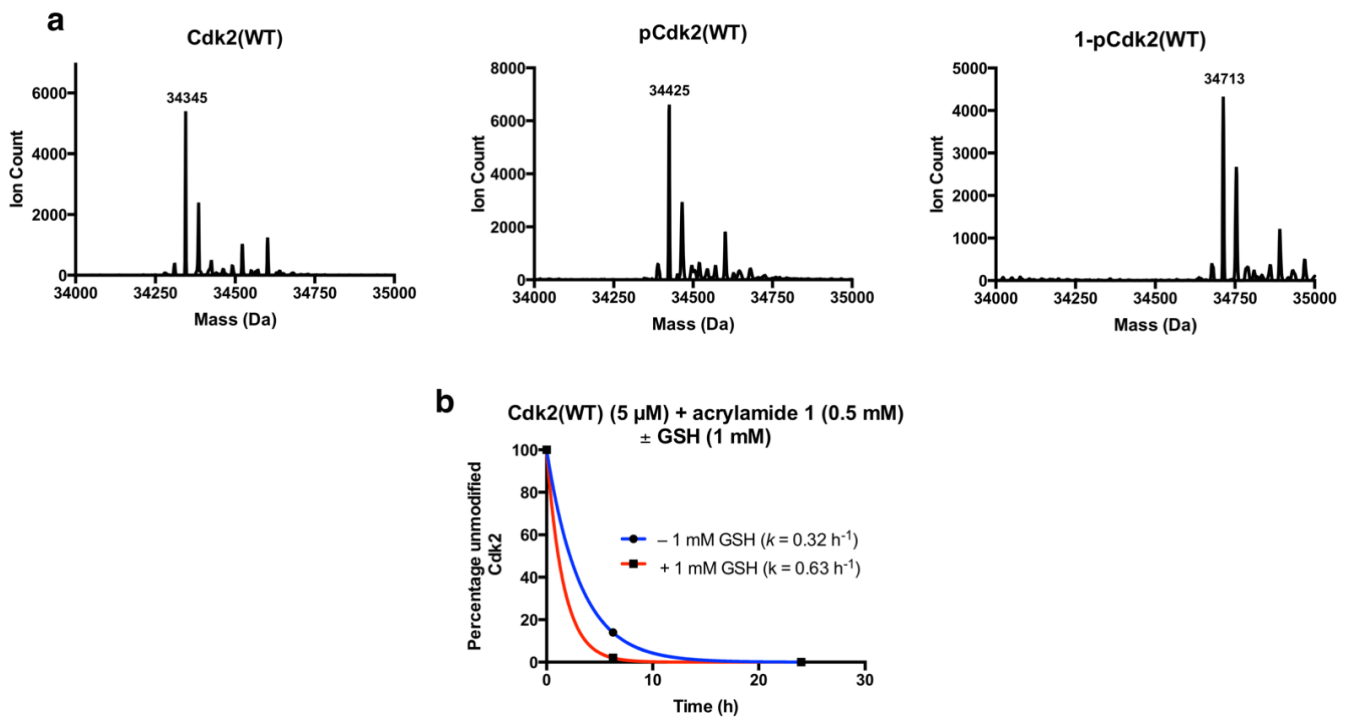 a
Cdk2(WT)
6000
4000
2000
0
34345
Ion Count
34000 34250 34500 34750 35000
Mass (Da)
pCdk2(WT)
8000
6000
4000
2000
0
34425
Ion Count
34000 34250 34500 34750 35000
Mass (Da)
1-pCdk2(WT)
5000
4000
3000
2000
1000
0
34713
Ion Count
34000 34250 34500 34750 35000
Mass (Da)
b
Cdk2(WT) (5 µM) + acrylamide 1 (0.5 mM)
± GSH (1 mM)
100
80
60
40
20
0
Percentage unmodified
Cdk2
– 1 mM GSH (k = 0.32 h⁻¹)
+ 1 mM GSH (k = 0.63 h⁻¹)
0 10 20 30
Time (h)